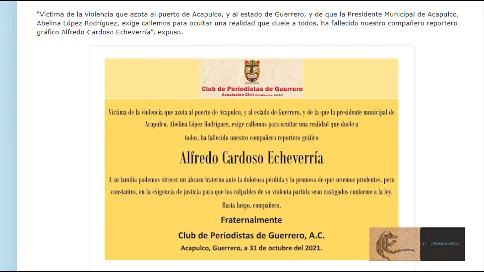 "Víctima de la violencia que azota al puerto de Acapulco, y al estado de Guerrero, y de que la Presidente Municipal de Acapulco,
Abelina López Rodríguez, exige callemos para ocultar una realidad que duele a todos, ha fallecido nuestro compañero reportero
gráfico Alfredo Cardoso Echeverría", expuso.
Club de Periodistas de Guerrero
Asociación Civil
Víctima de la violencia que azota al puerto de Acapulco, y al estado de Guerrero, y de la que la presidente municipal de
Acapulco, Abelina López Rodríguez, exige callemos para ocultar una realidad que duele a
todos, ha fallecido nuestro compañero reportero gráfico
Alfredo Cardoso Echeverría
A su familia podemos ofrecer un abrazo fraterno ante la dolorosa pérdida y la promesa de que seremos prudentes, pero
constantes, en la exigencia de justicia para que los culpables de su violenta partida sean castigados conforme a la ley.
Hasta luego, compañero.
Fraternalmente
Club de Periodistas de Guerrero, A.C.
Acapulco, Guerrero, a 31 de octubre del 2021.